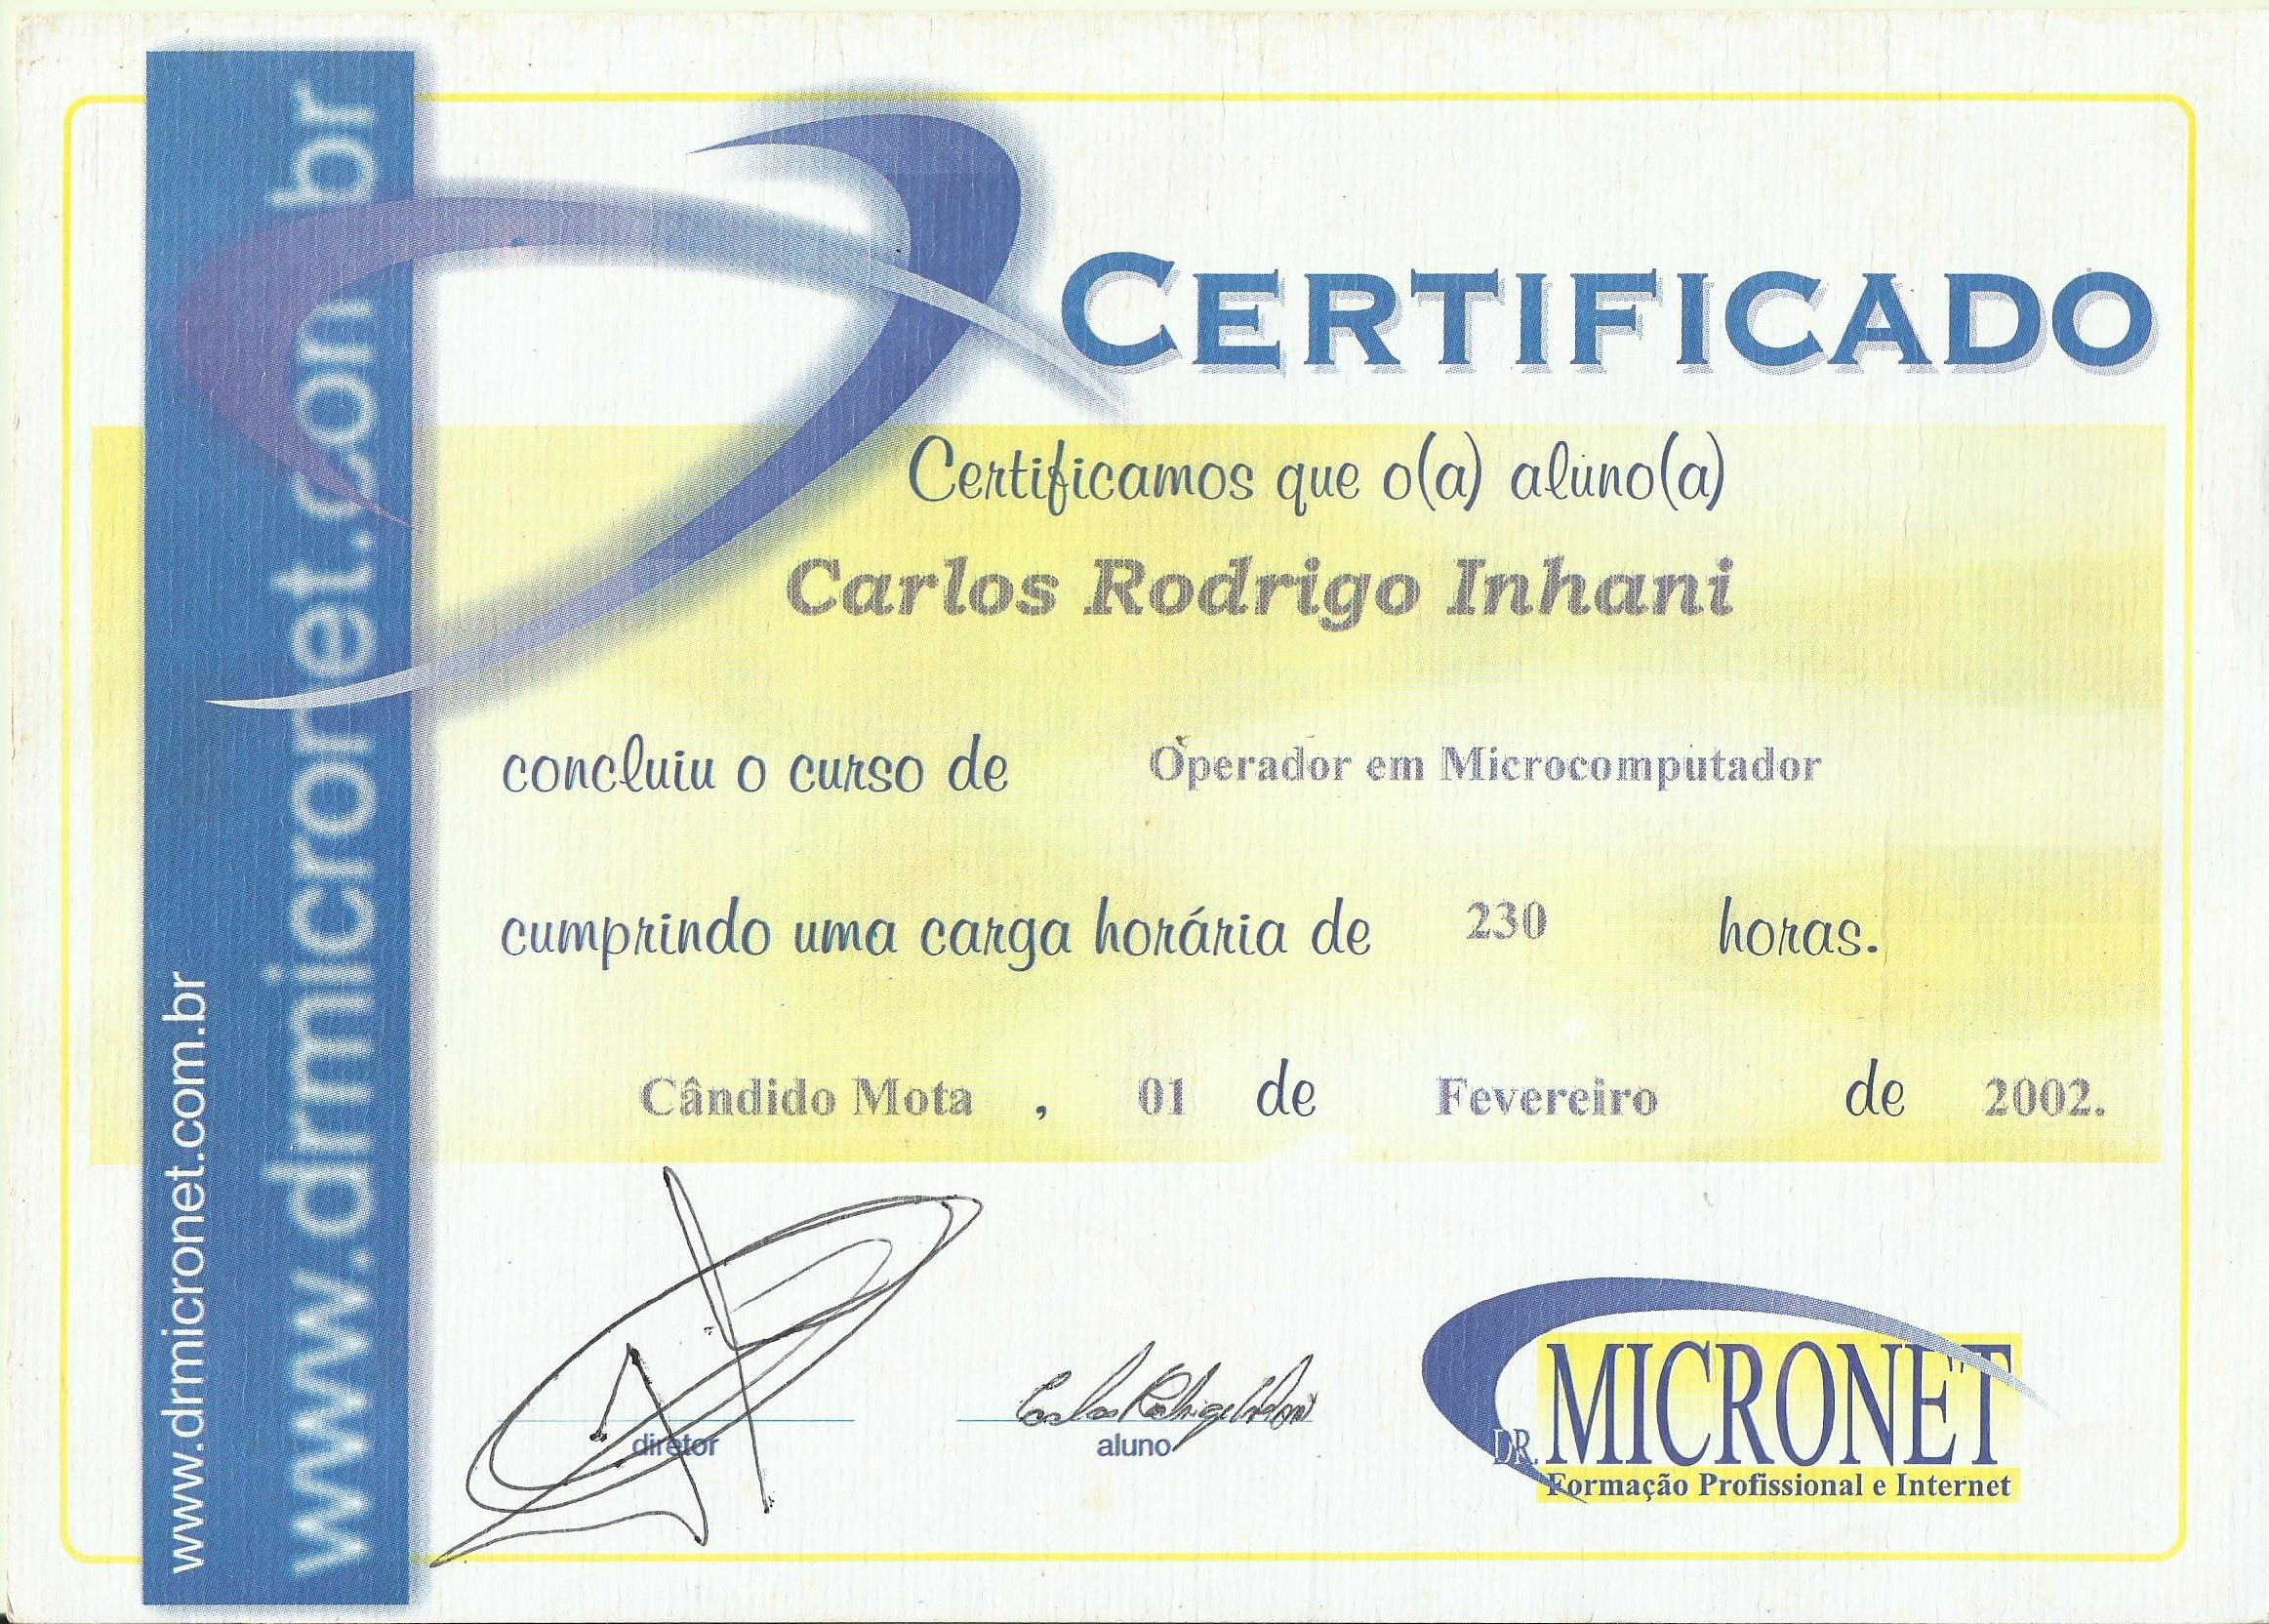 www.drmicronet.com.br
www.drmicronet.com.br
CERTIFICADO
Certificamos que o(a) aluno(a)
Carlos Rodrigo Inhani
concluiu o curso de Operador em Microcomputador
cumprindo uma carga horária de 230 horas.
Cândido Mota , 01 de Fevereiro de 2002.
Carlos Rodrigo Inhani
diretor aluno
DR. MICRONET
Formação Profissional e Internet